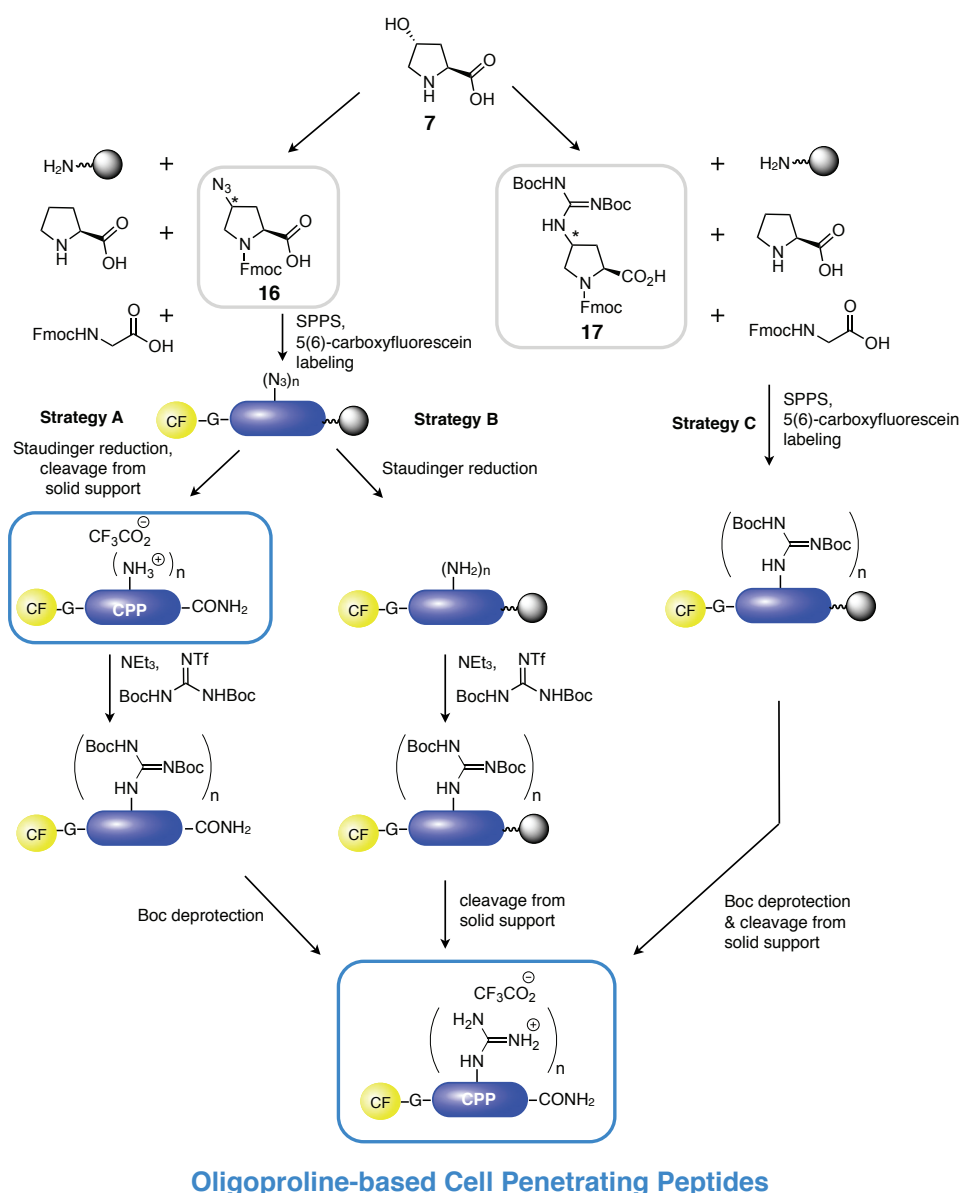 HO
N
H
O
OH
7
H2N
+
N3
*
N
Fmoc
O
OH
16
+
N
H
O
OH
+
FmocHN
O
OH
BocHN
NBoc
HN
*
N
Fmoc
CO2H
17
+
H2N
+
N
H
O
OH
+
FmocHN
O
OH
SPPS,
5(6)-carboxyfluorescein
labeling
(N3)n
CF
G
Strategy A
Staudinger reduction,
cleavage from
solid support
Strategy B
Staudinger reduction
Strategy C
SPPS,
5(6)-carboxyfluorescein
labeling
CF3CO2⊖
(NH3⊕)n
CF
G
CPP
CONH2
(NH2)n
CF
G
(BocHN
NBoc
HN)n
CF
G
NEt3,
NTf
BocHN
NHBoc
NEt3,
NTf
BocHN
NHBoc
(BocHN
NBoc
HN)n
CF
G
CONH2
(BocHN
NBoc
HN)n
CF
G
Boc deprotection
cleavage from
solid support
Boc deprotection
& cleavage from
solid support
CF3CO2⊖
(H2N
NH2⊕
HN)n
CF
G
CPP
CONH2
Oligoproline-based Cell Penetrating Peptides